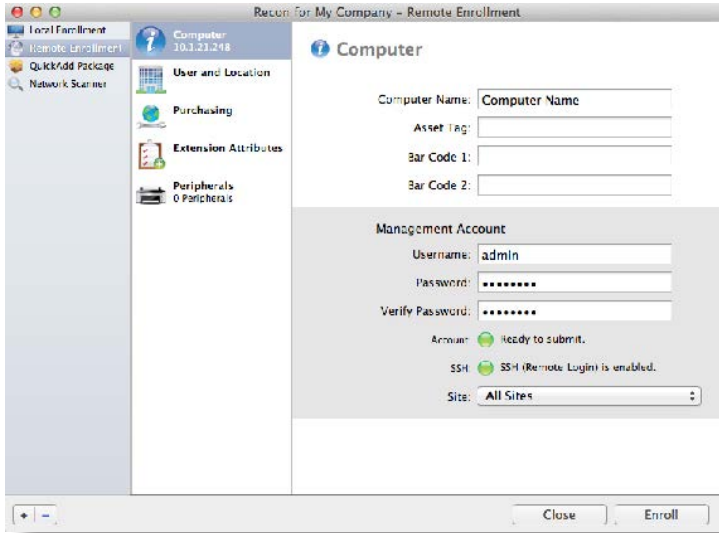 Recon for My Company – Remote Enrollment
Local Enrollment
Remote Enrollment
QuickAdd Package
Network Scanner
Computer
10.1.23.248
User and Location
Purchasing
Extension Attributes
Peripherals
0 Peripherals
Computer
Computer Name: Computer Name
Asset Tag:
Bar Code 1:
Bar Code 2:
Management Account
Username: admin
Password: ••••••••
Verify Password: ••••••••
Account: Ready to submit.
SSH: SSH (Remote Login) is enabled.
Site: All Sites
+ −
Close Enroll